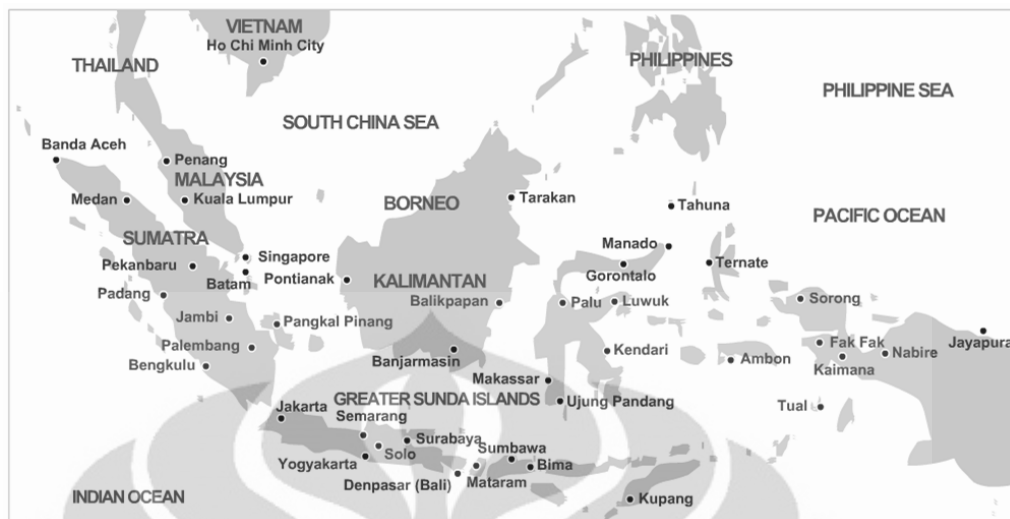 VIETNAM
Ho Chi Minh City
THAILAND
PHILIPPINES
PHILIPPINE SEA
SOUTH CHINA SEA
Banda Aceh
Penang
MALAYSIA
Medan
Kuala Lumpur
BORNEO
Tarakan
Tahuna
PACIFIC OCEAN
SUMATRA
Manado
Singapore
Pekanbaru
Batam
Pontianak
KALIMANTAN
Gorontalo
Ternate
Padang
Balikpapan
Palu
Luwuk
Sorong
Jambi
Pangkal Pinang
Palembang
Bengkulu
Banjarmasin
Kendari
Ambon
Fak Fak
Kaimana
Nabire
Jayapura
Makassar
GREATER SUNDA ISLANDS
Ujung Pandang
Tual
Jakarta
Semarang
Surabaya
Solo
Yogyakarta
Sumbawa
Bima
Denpasar (Bali)
Mataram
INDIAN OCEAN
Kupang